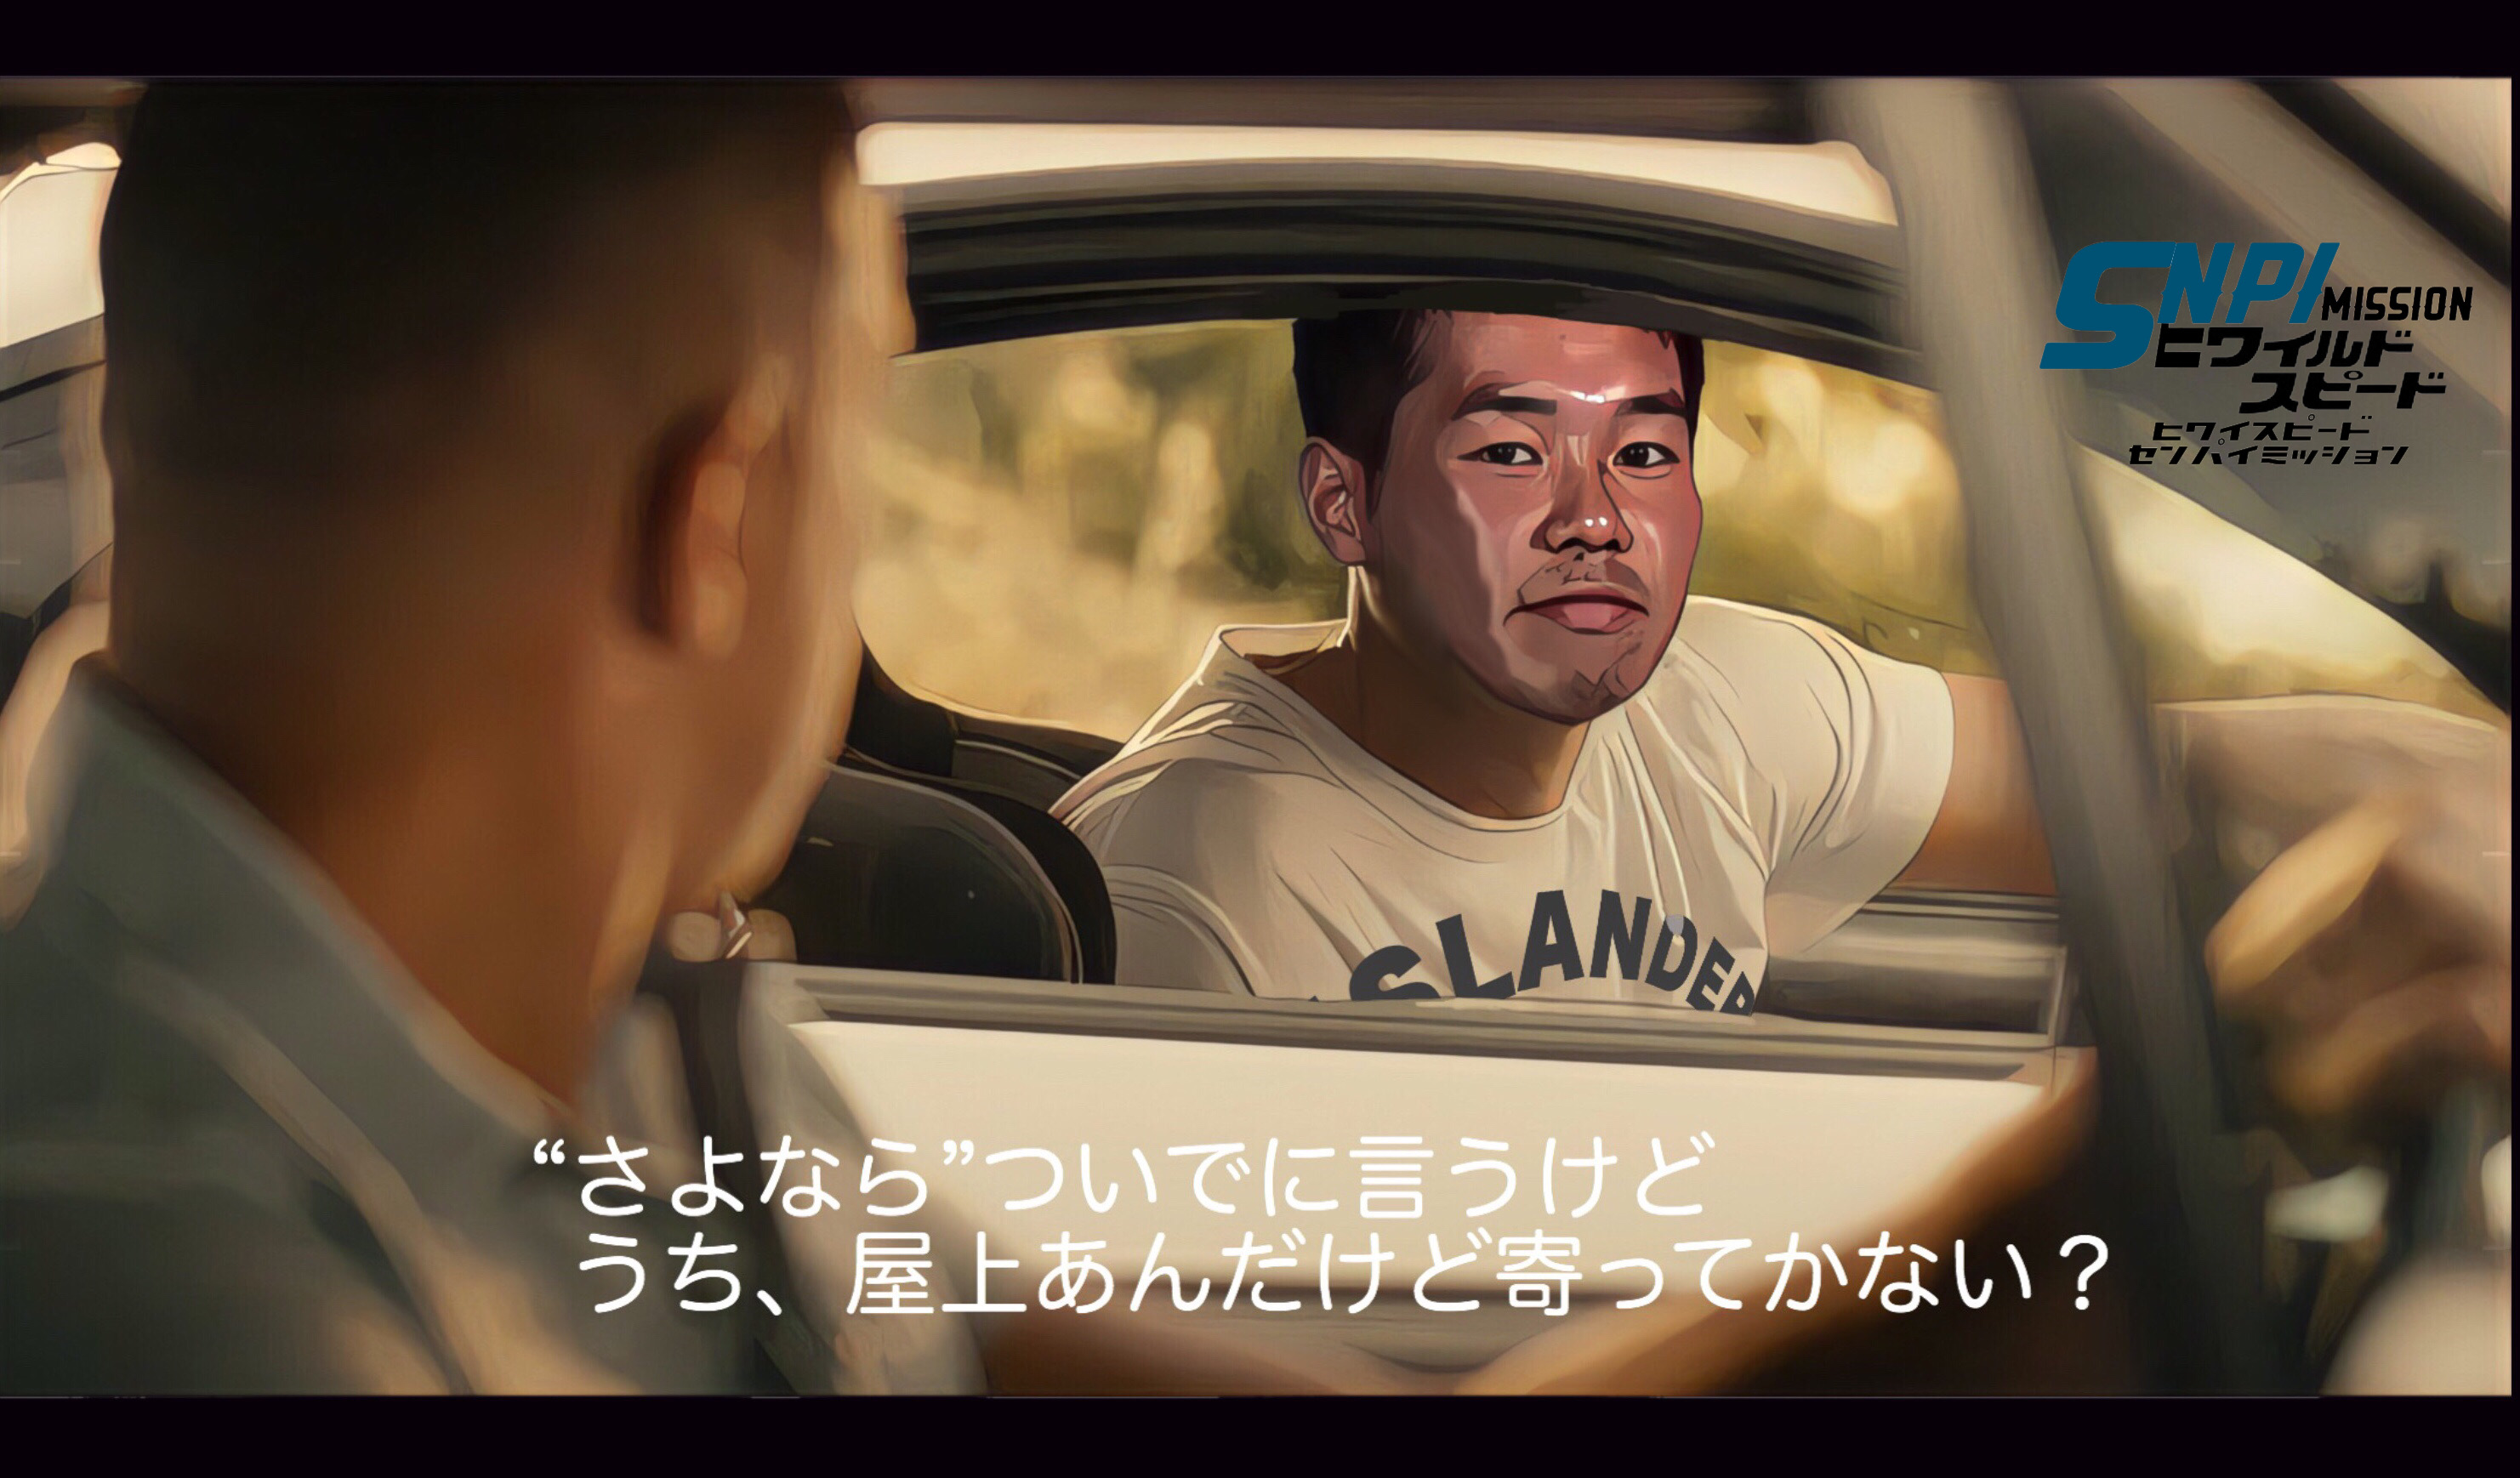 SNPI MISSION
ヒワイルド
スピード
ヒワイスピード
センパイミッション
SLANDER
“さよなら”ついでに言うけど
うち、屋上あんだけど寄ってかない？